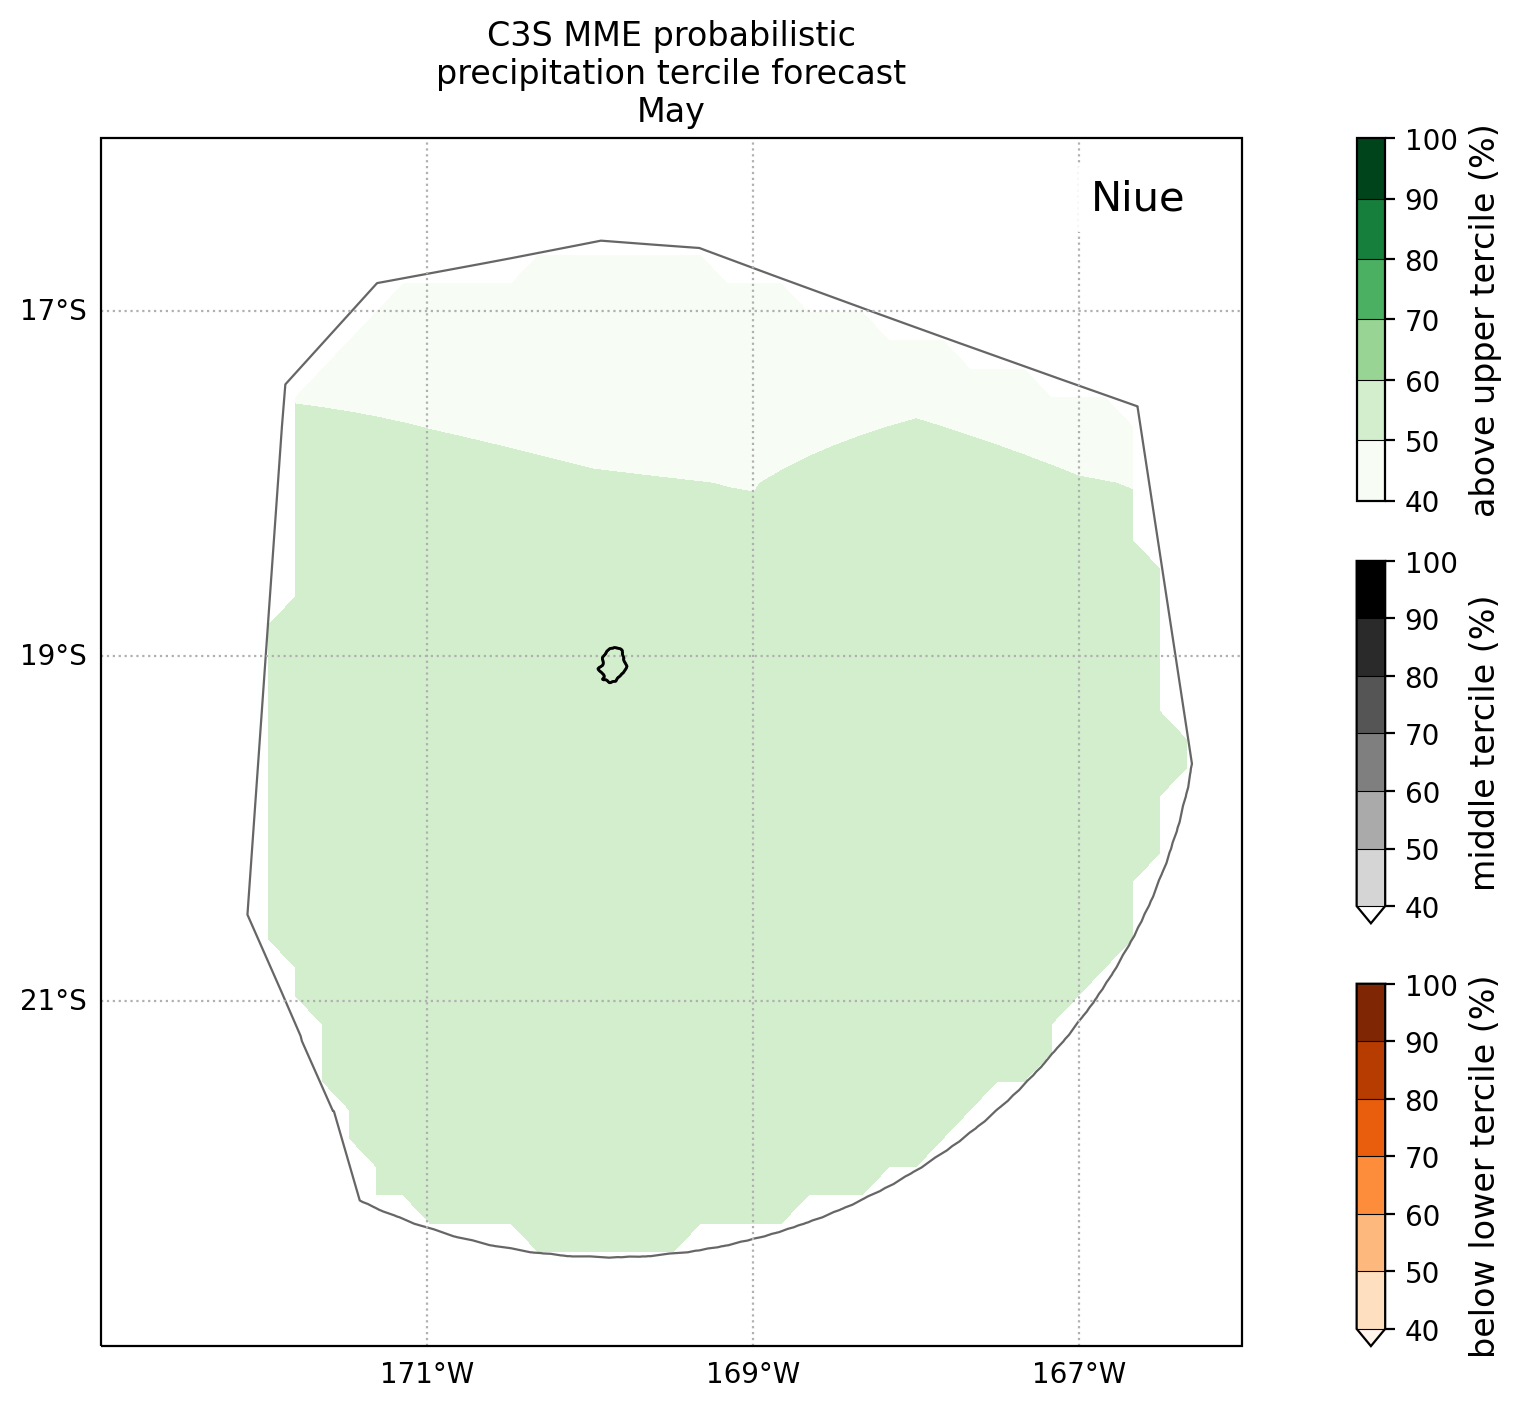 C3S MME probabilistic
precipitation tercile forecast
May
Niue
17°S
19°S
21°S
171°W
169°W
167°W
100
90
80
70
60
50
40
above upper tercile (%)
100
90
80
70
60
50
40
middle tercile (%)
100
90
80
70
60
50
40
below lower tercile (%)